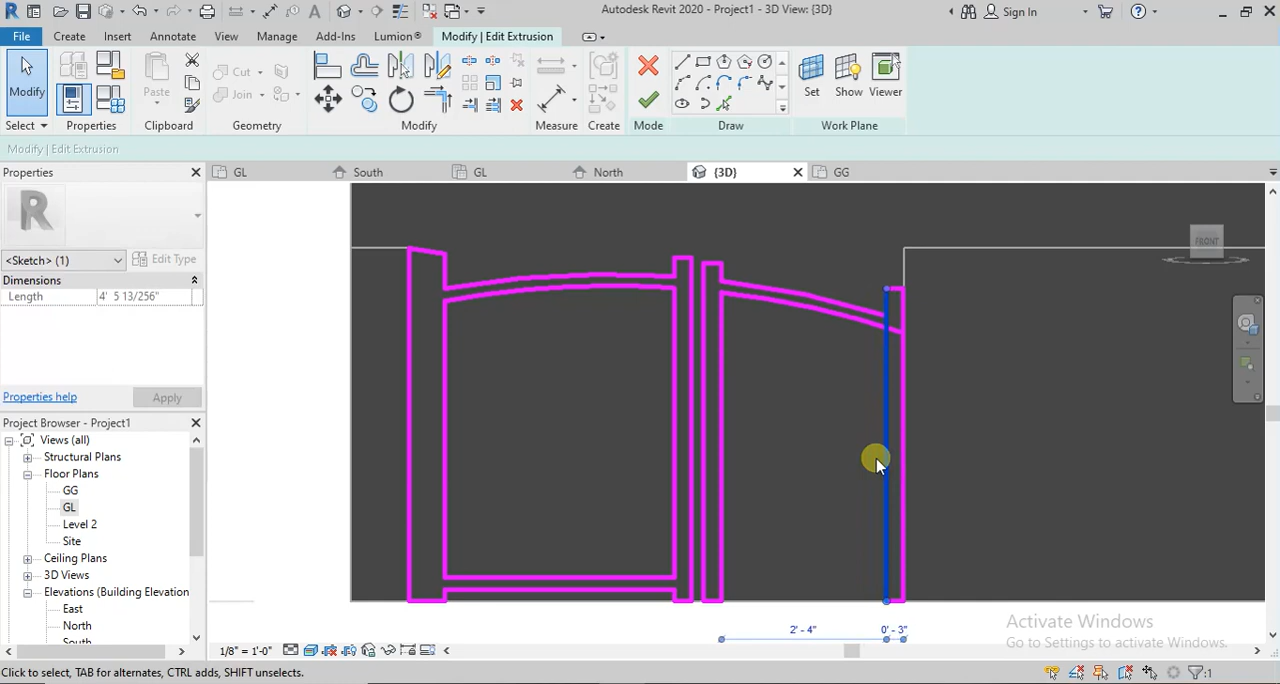 Autodesk Revit 2020 - Project1 - 3D View: {3D}
Sign In
File Create Insert Annotate View Manage Add-Ins Lumion® Modify | Edit Extrusion
Modify
Paste
Cut
Join
Set Show Viewer
Select Properties Clipboard Geometry Modify Measure Create Mode Draw Work Plane
Modify | Edit Extrusion
Properties
GL South GL North {3D} GG
<Sketch> (1)
Edit Type
Dimensions
Length 4' 5 13/256"
Properties help
Apply
Project Browser - Project1
Views (all)
Structural Plans
Floor Plans
GG
GL
Level 2
Site
Ceiling Plans
3D Views
Elevations (Building Elevation
East
North
South
FRONT
2' - 4" 0' - 3"
Activate Windows
Go to Settings to activate Windows.
1/8" = 1'-0"
Click to select, TAB for alternates, CTRL adds, SHIFT unselects.
:1